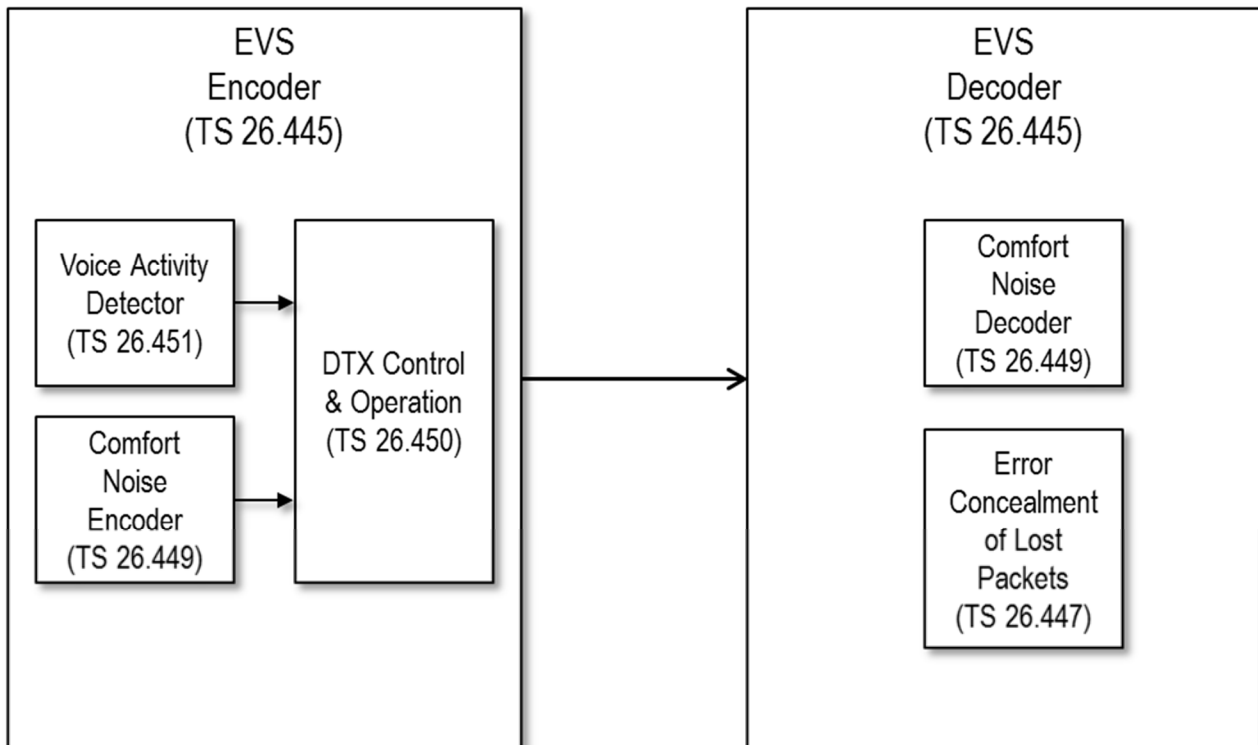 EVS
Encoder
(TS 26.445)
Voice Activity
Detector
(TS 26.451)
Comfort
Noise
Encoder
(TS 26.449)
DTX Control
& Operation
(TS 26.450)
EVS
Decoder
(TS 26.445)
Comfort
Noise
Decoder
(TS 26.449)
Error
Concealment
of Lost
Packets
(TS 26.447)